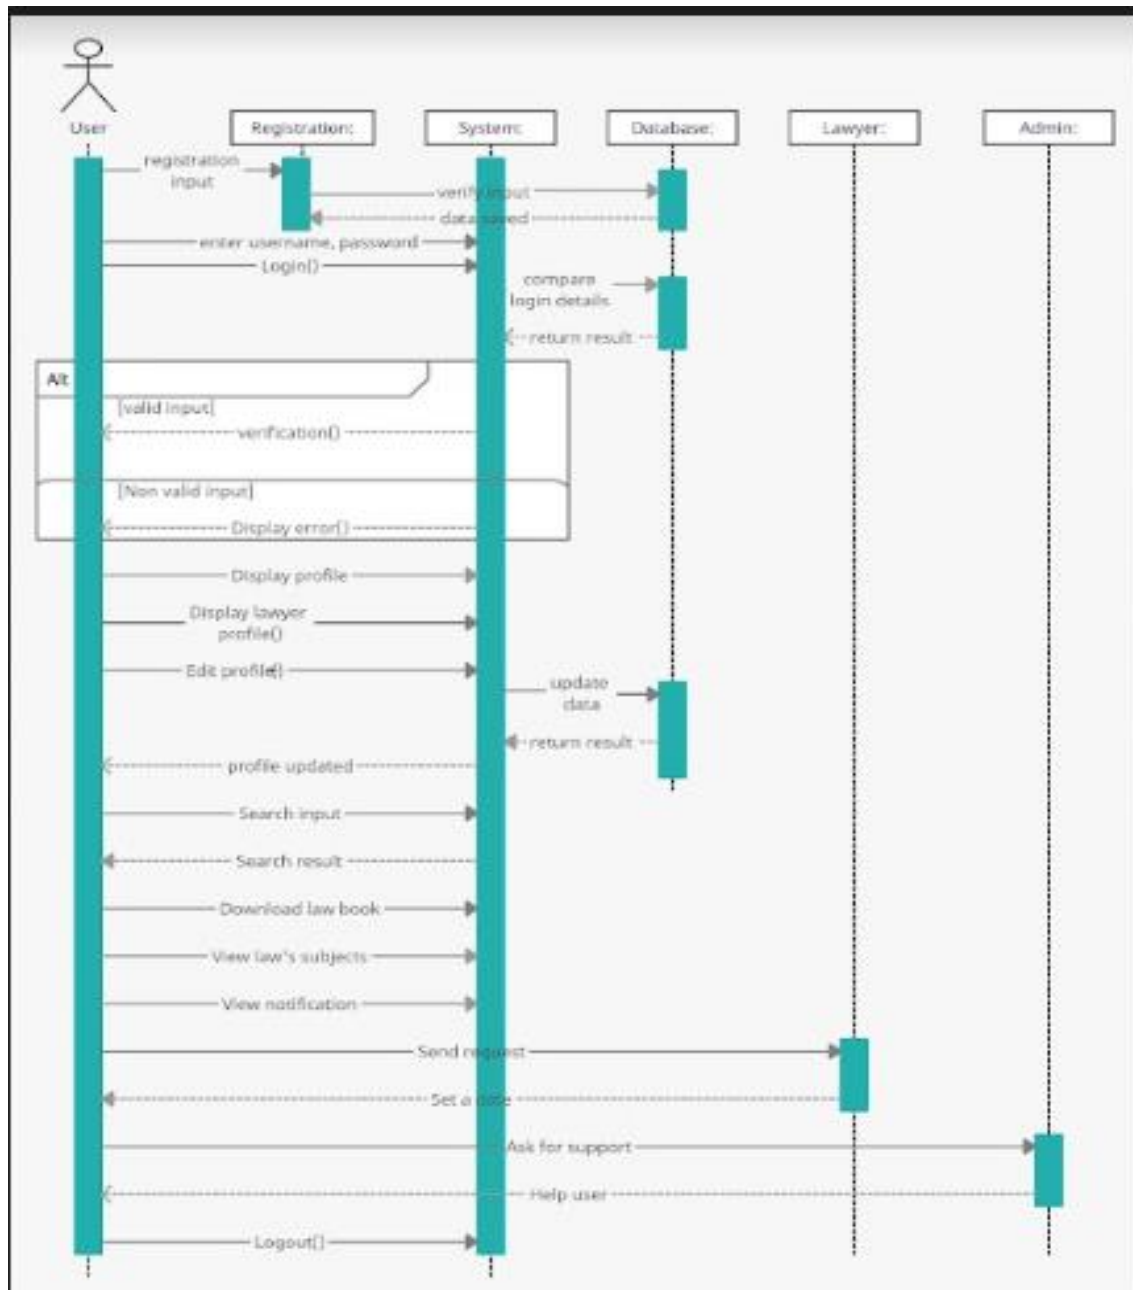 User
Registration:
System:
Database:
Lawyer:
Admin:
registration
input
verify input
data saved
enter username, password
Login()
compare
login details
return result
Alt
[valid input]
verification()
[Non valid input]
Display error()
Display profile
Display lawyer
profile()
Edit profile()
update
data
return result
profile updated
Search input
Search result
Download law book
View law's subjects
View notification
Send request
Set a date
Ask for support
Help user
Logout()